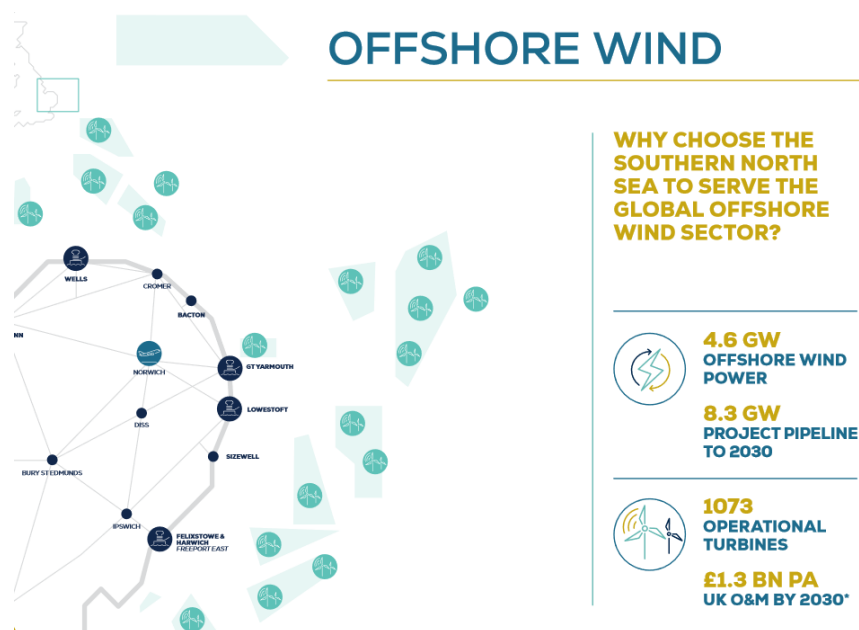 OFFSHORE WIND
WHY CHOOSE THE
SOUTHERN NORTH
SEA TO SERVE THE
GLOBAL OFFSHORE
WIND SECTOR?
4.6 GW
OFFSHORE WIND
POWER
8.3 GW
PROJECT PIPELINE
TO 2030
1073
OPERATIONAL
TURBINES
£1.3 BN PA
UK O&M BY 2030*
WELLS
CROMER
BACTON
NN
NORWICH
GT YARMOUTH
LOWESTOFT
DISS
SIZEWELL
BURY STEDMUNDS
IPSWICH
FELIXSTOWE &
HARWICH
FREEPORT EAST